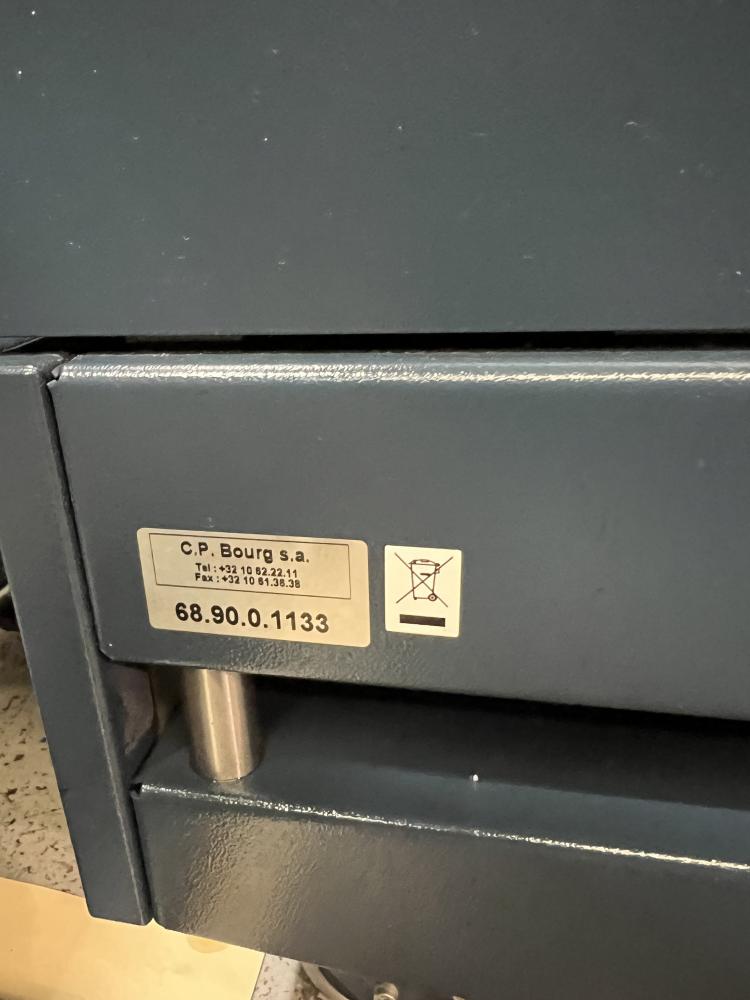 C.P. Bourg s.a.
Tel : +32 10 62.22.11
Fax : +32 10 61.36.38
68.90.0.1133